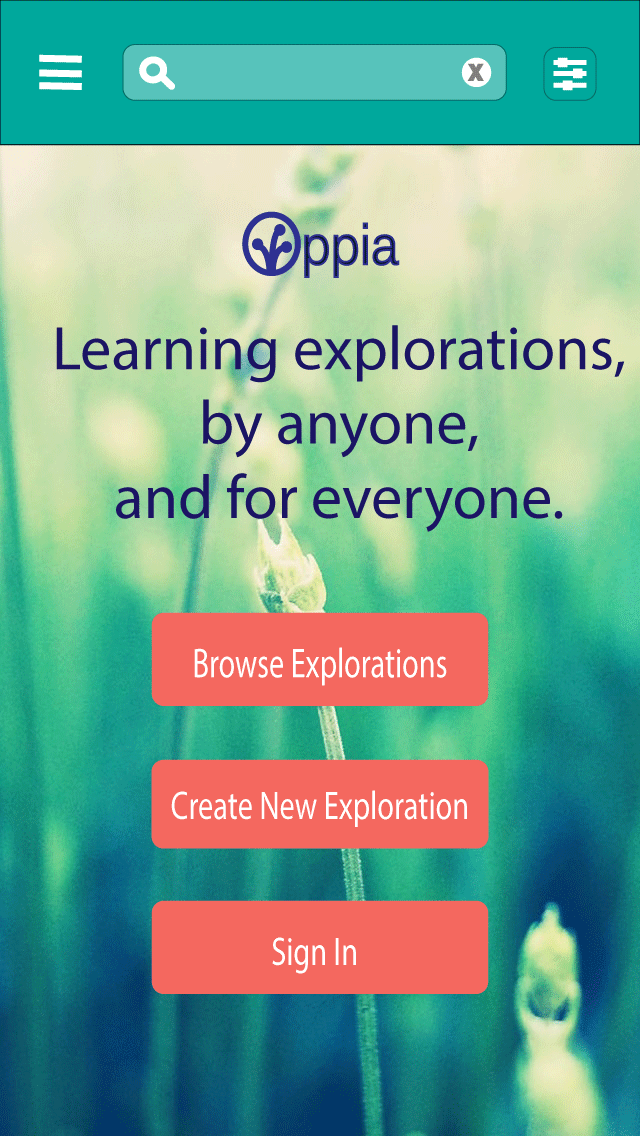 X
Oppia
Learning explorations,
by anyone,
and for everyone.
Browse Explorations
Create New Exploration
Sign In